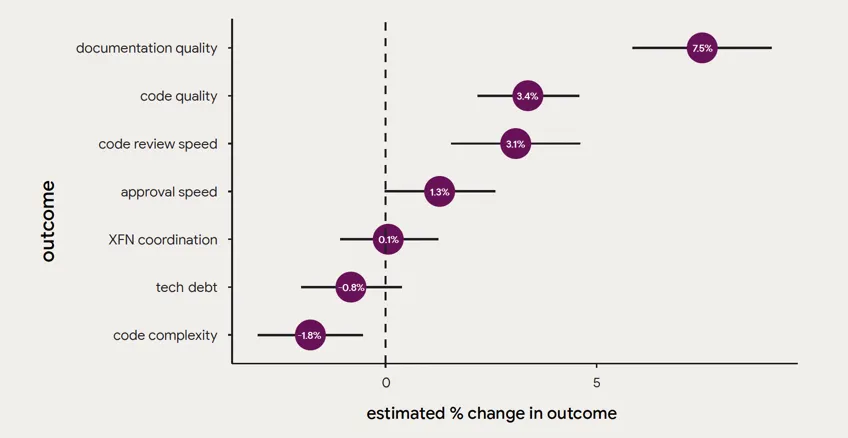 documentation quality
7.5%
code quality
3.4%
code review speed
3.1%
approval speed
1.3%
XFN coordination
0.1%
tech debt
-0.8%
code complexity
-1.8%
outcome
0
5
estimated % change in outcome